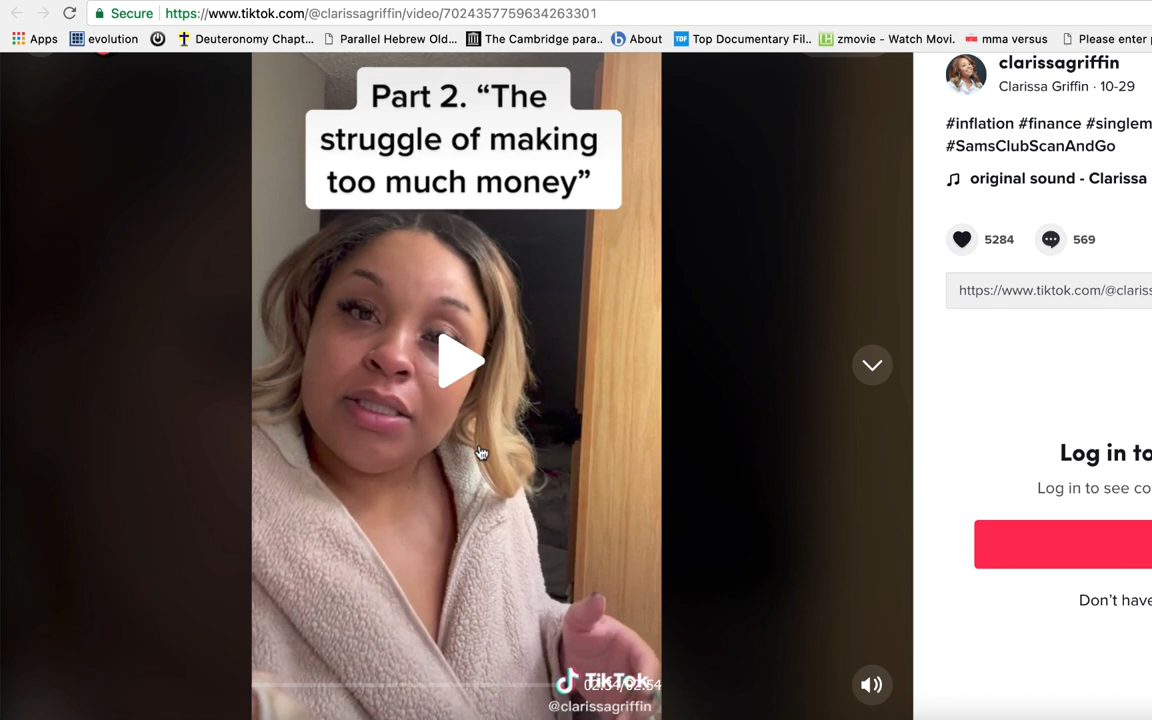 Secure https://www.tiktok.com/@clarissagriffin/video/7024357759634263301
Apps evolution Deuteronomy Chapt... Parallel Hebrew Old... The Cambridge para.. About Top Documentary Fil.. zmovie - Watch Movi. mma versus Please enter
Part 2. “The
struggle of making
too much money”
clarissagriffin
Clarissa Griffin · 10-29
#inflation #finance #singlem
#SamsClubScanAndGo
original sound - Clarissa
5284 569
https://www.tiktok.com/@clariss
Log in to
Log in to see co
Don’t have
TikTok
@clarissagriffin